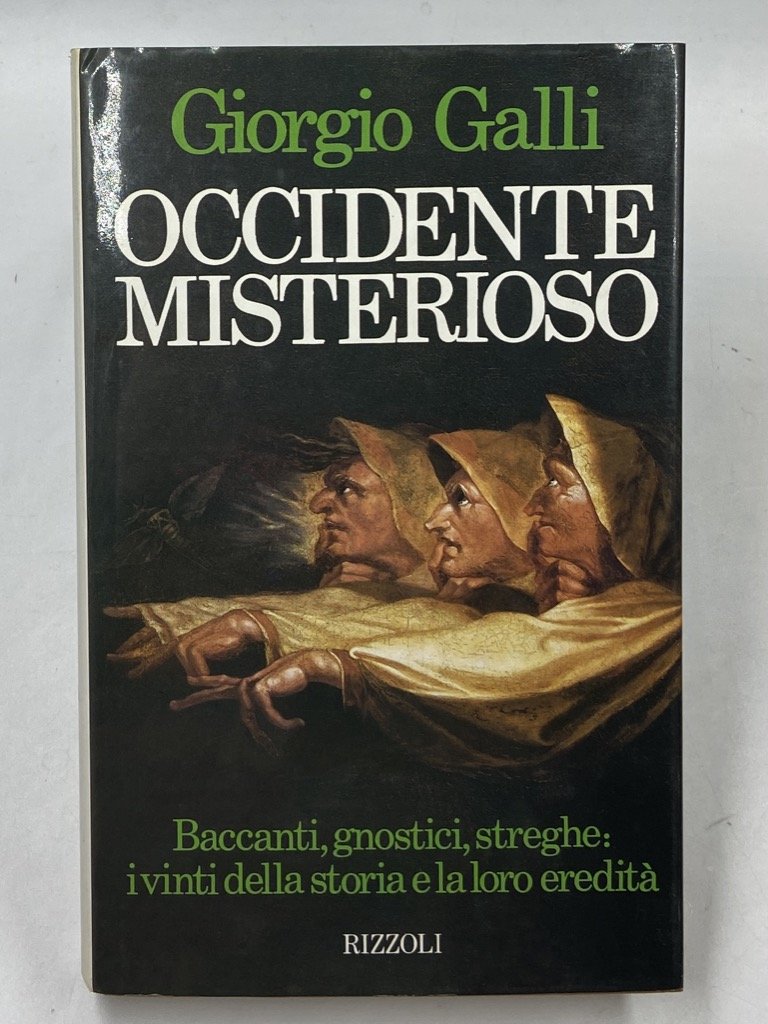 Giorgio Galli
OCCIDENTE
MISTERIOSO
Baccanti, gnostici, streghe:
i vinti della storia e la loro eredità
RIZZOLI